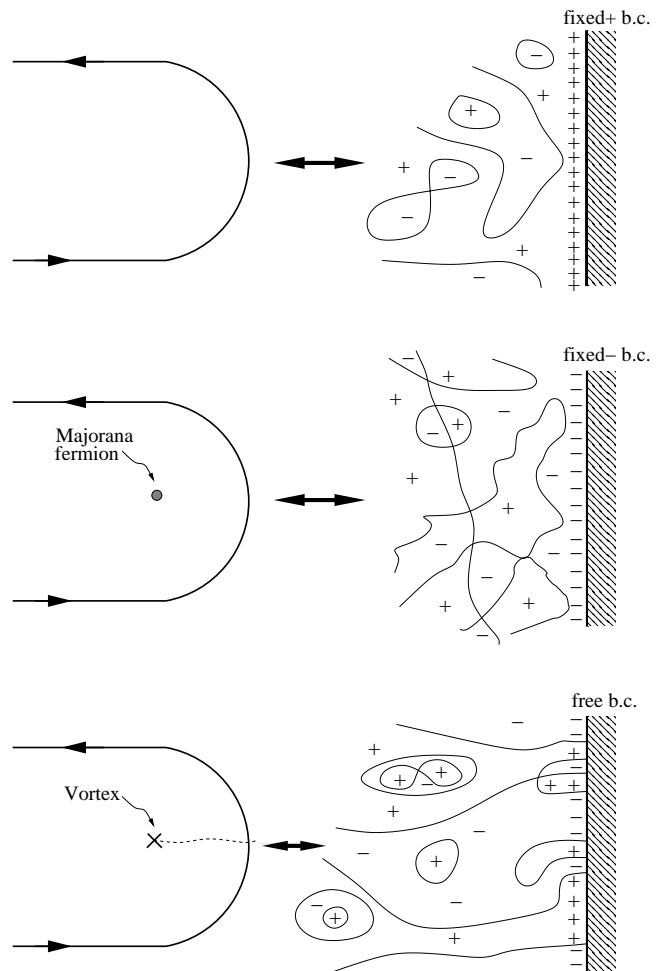 fixed+ b.c.
fixed− b.c.
Majorana
fermion
free b.c.
Vortex